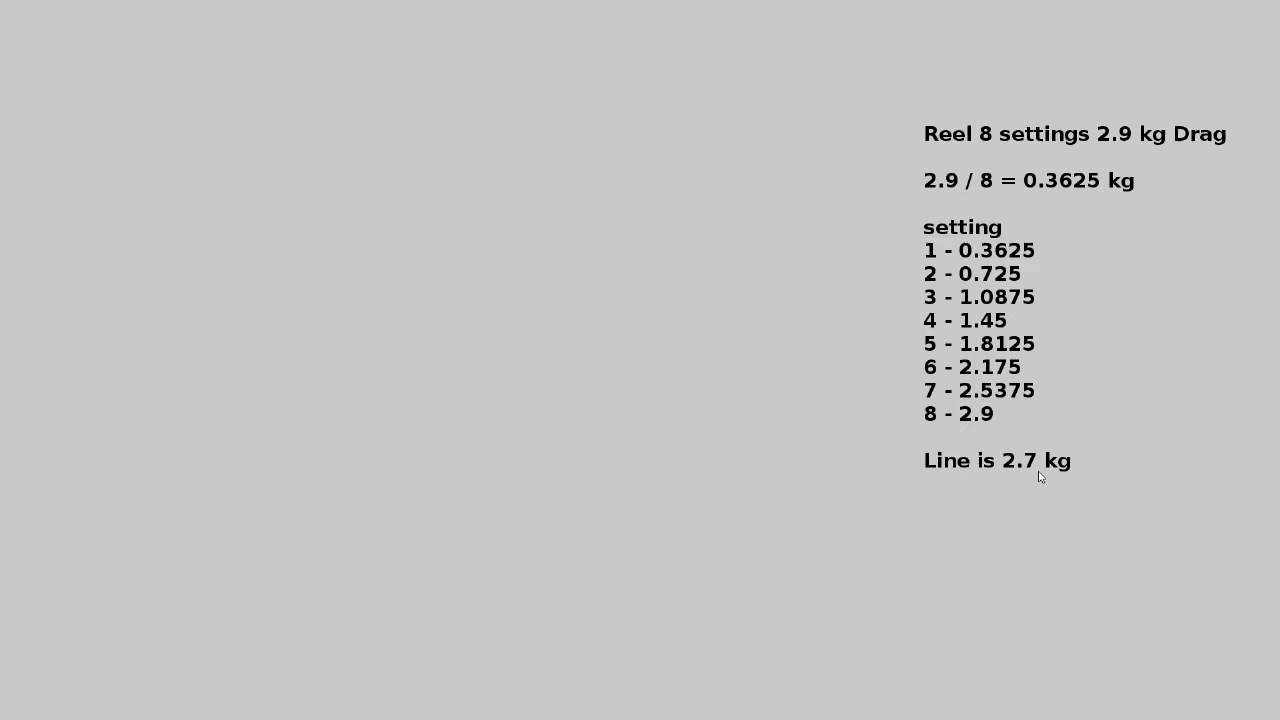 Reel 8 settings 2.9 kg Drag
2.9 / 8 = 0.3625 kg
setting
1 - 0.3625
2 - 0.725
3 - 1.0875
4 - 1.45
5 - 1.8125
6 - 2.175
7 - 2.5375
8 - 2.9
Line is 2.7 kg